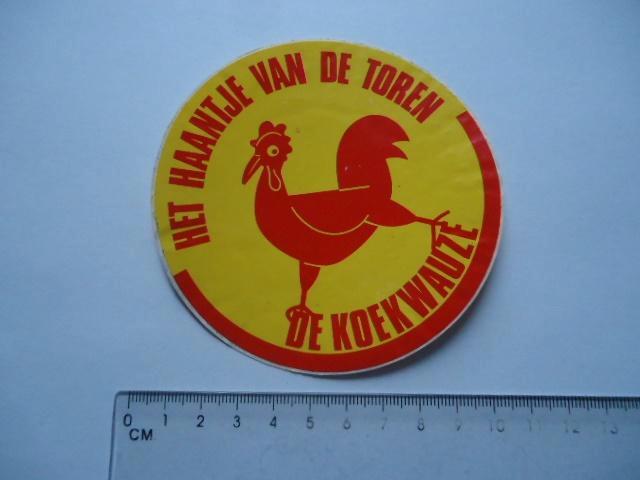 HET HAANTJE VAN DE TOREN
DE KOEKWAUZE
0 1 2 3 4 5 6 7 8 9 10 11 12 13
CM